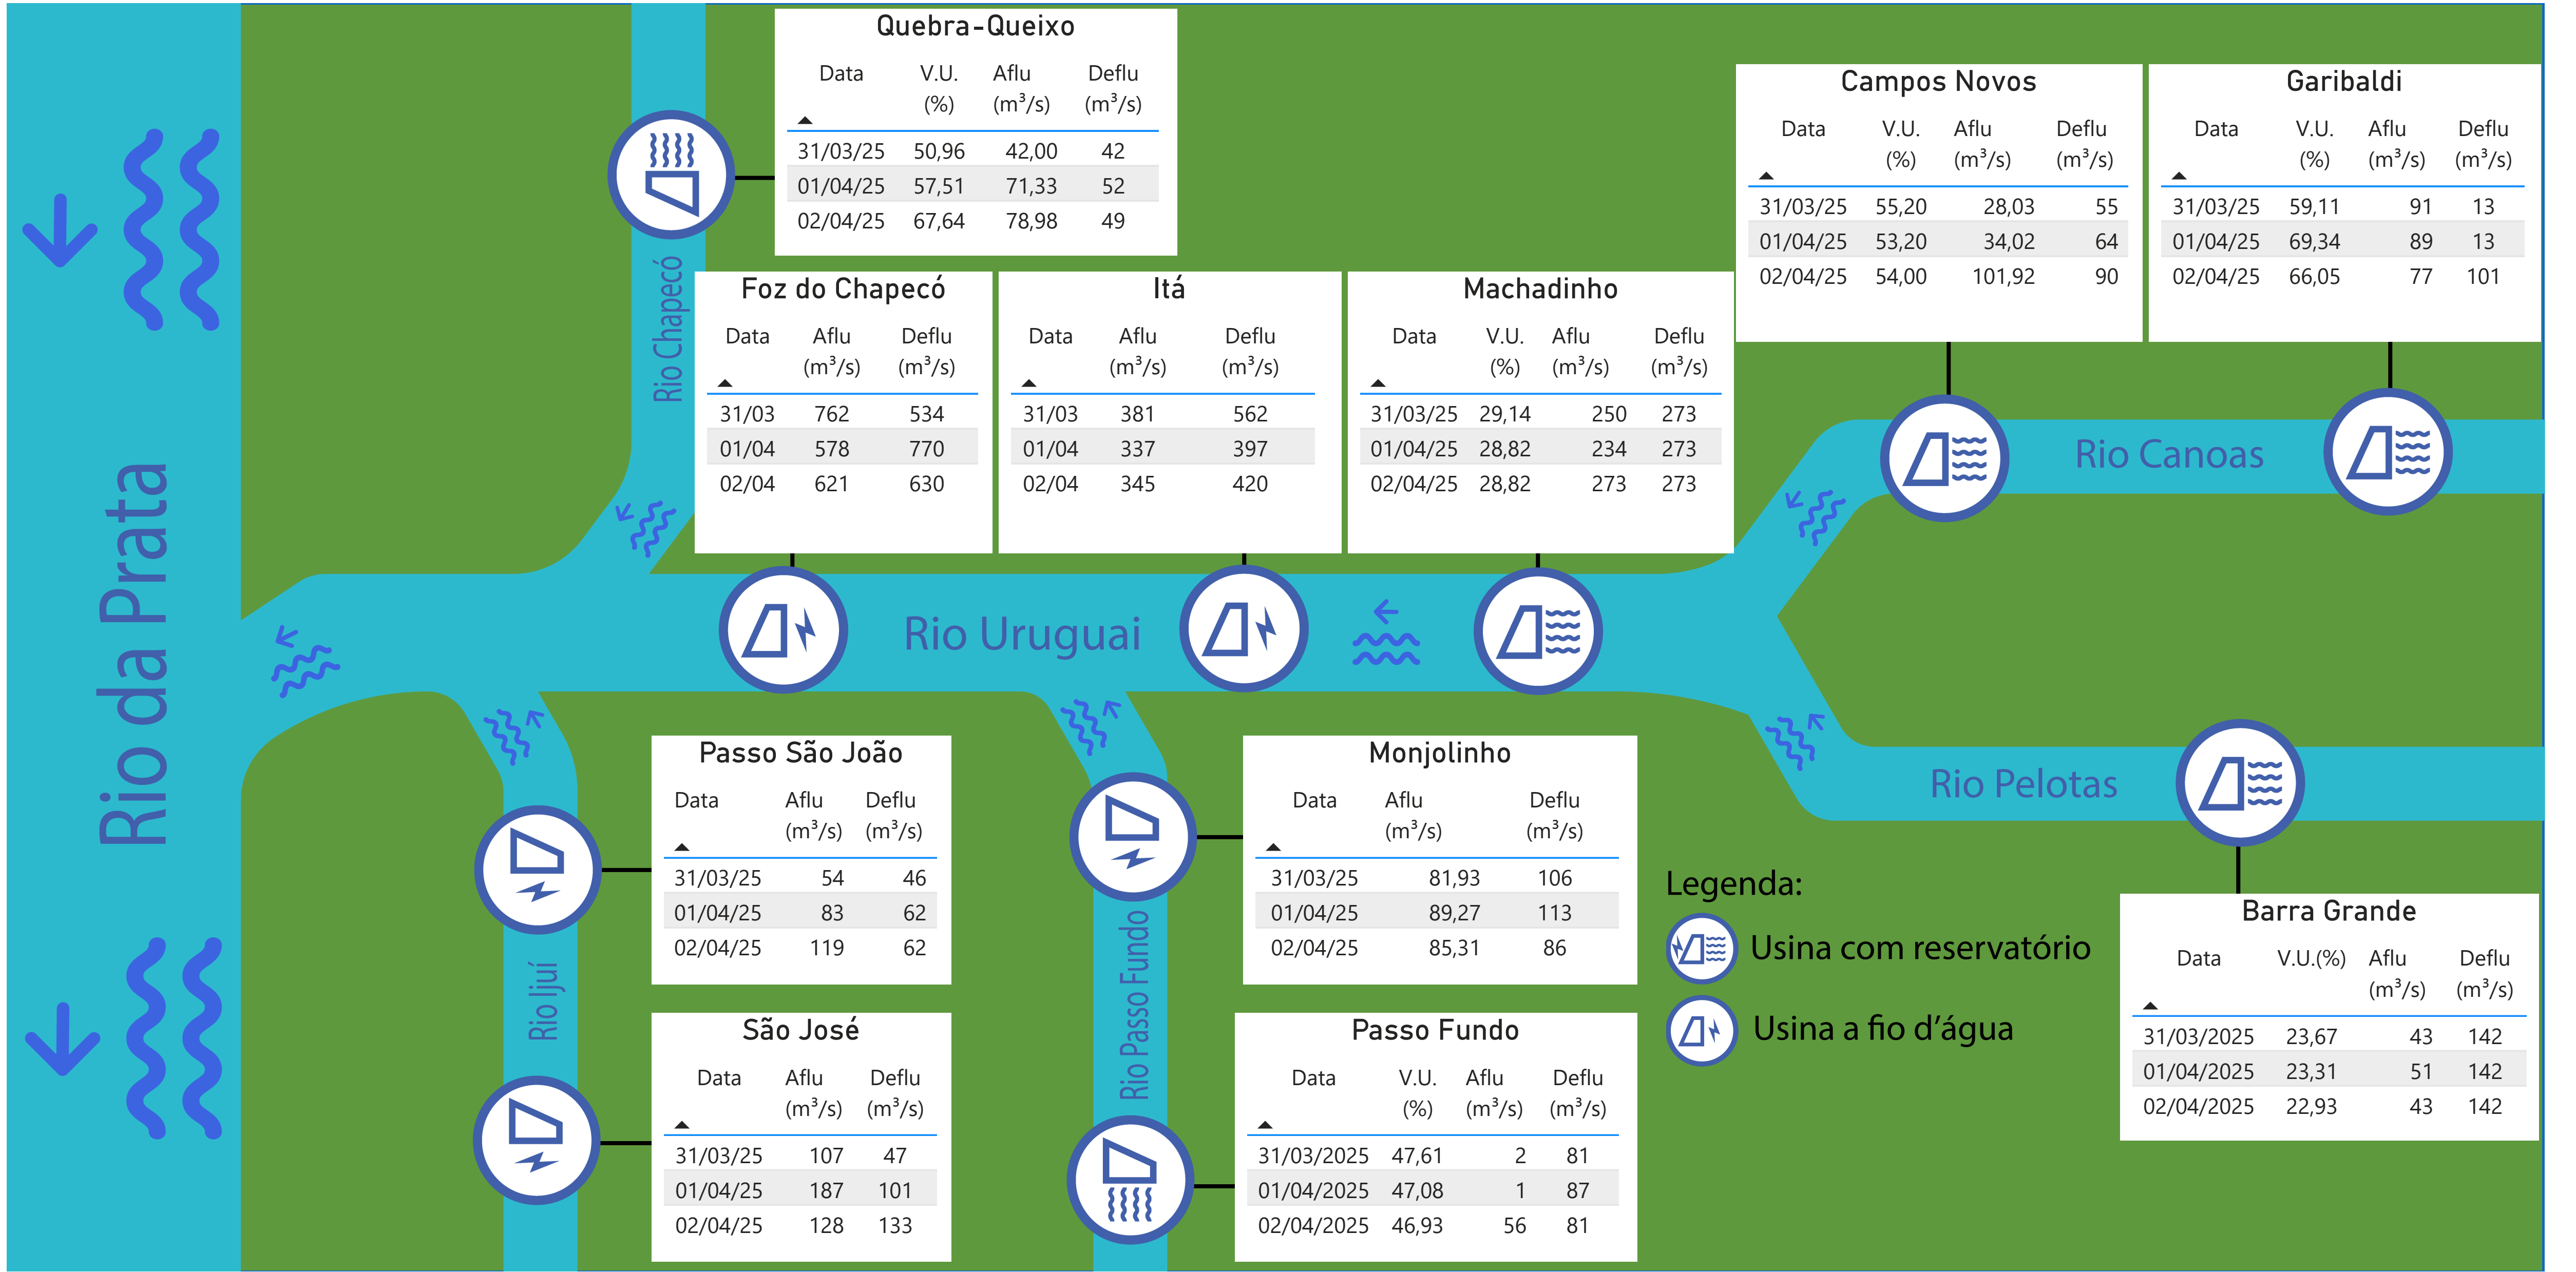 Quebra-Queixo
Data V.U. (%) Aflu (m³/s) Deflu (m³/s)
31/03/25 50,96 42,00 42
01/04/25 57,51 71,33 52
02/04/25 67,64 78,98 49
Campos Novos
Data V.U. (%) Aflu (m³/s) Deflu (m³/s)
31/03/25 55,20 28,03 55
01/04/25 53,20 34,02 64
02/04/25 54,00 101,92 90
Garibaldi
Data V.U. (%) Aflu (m³/s) Deflu (m³/s)
31/03/25 59,11 91 13
01/04/25 69,34 89 13
02/04/25 66,05 77 101
Rio Chapecó
Foz do Chapecó
Data Aflu (m³/s) Deflu (m³/s)
31/03 762 534
01/04 578 770
02/04 621 630
Itá
Data Aflu (m³/s) Deflu (m³/s)
31/03 381 562
01/04 337 397
02/04 345 420
Machadinho
Data V.U. (%) Aflu (m³/s) Deflu (m³/s)
31/03/25 29,14 250 273
01/04/25 28,82 234 273
02/04/25 28,82 273 273
Rio Canoas
Rio da Prata
Rio Uruguai
Rio Pelotas
Passo São João
Data Aflu (m³/s) Deflu (m³/s)
31/03/25 54 46
01/04/25 83 62
02/04/25 119 62
Monjolinho
Data Aflu (m³/s) Deflu (m³/s)
31/03/25 81,93 106
01/04/25 89,27 113
02/04/25 85,31 86
Rio Ijuí
Rio Passo Fundo
Legenda:
Usina com reservatório
Usina a fio d’água
Barra Grande
Data V.U.(%) Aflu (m³/s) Deflu (m³/s)
31/03/2025 23,67 43 142
01/04/2025 23,31 51 142
02/04/2025 22,93 43 142
São José
Data Aflu (m³/s) Deflu (m³/s)
31/03/25 107 47
01/04/25 187 101
02/04/25 128 133
Passo Fundo
Data V.U. (%) Aflu (m³/s) Deflu (m³/s)
31/03/2025 47,61 2 81
01/04/2025 47,08 1 87
02/04/2025 46,93 56 81